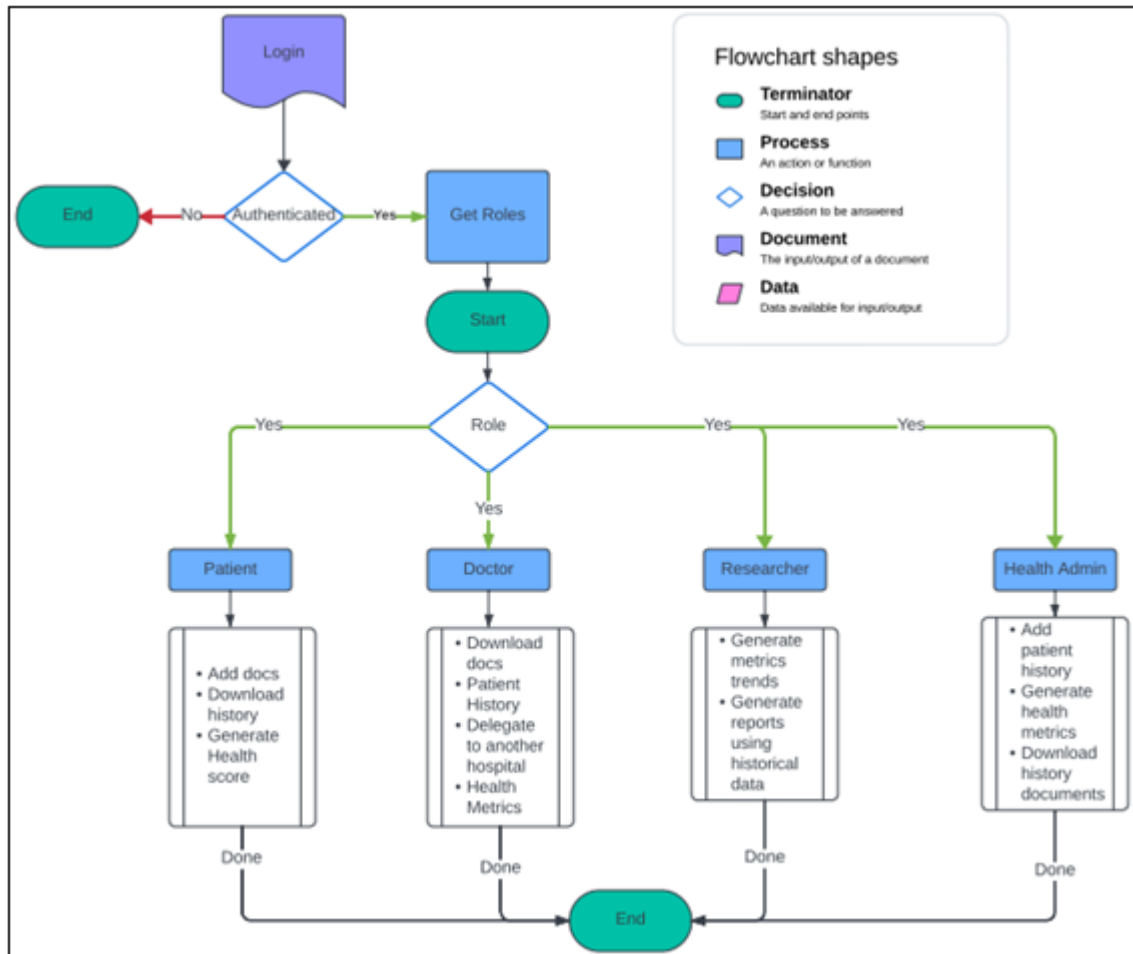 Login
Flowchart shapes
Terminator
Start and end points
Process
An action or function
Decision
A question to be answered
Document
The input/output of a document
Data
Data available for input/output
End
No
Authenticated
Yes
Get Roles
Start
Role
Yes
Yes
Yes
Yes
Patient
Doctor
Researcher
Health Admin
• Add docs
• Download
history
• Generate
Health
score
• Download
docs
• Patient
History
• Delegate
to another
hospital
• Health
Metrics
• Generate
metrics
trends
• Generate
reports
using
historical
data
• Add
patient
history
• Generate
health
metrics
• Download
history
documents
Done
Done
Done
Done
End